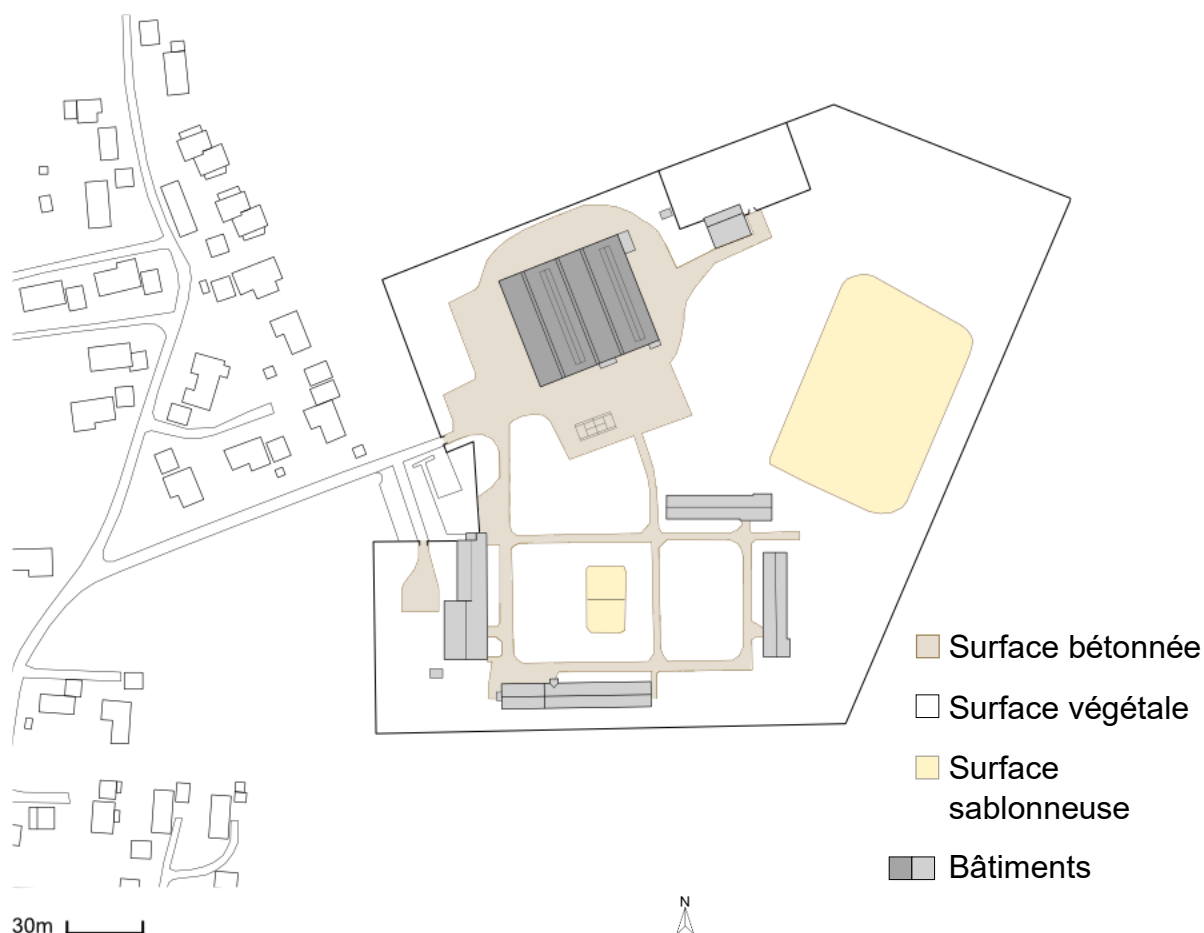 Surface bétonnée
Surface végétale
Surface
sablonneuse
Bâtiments
30m
N